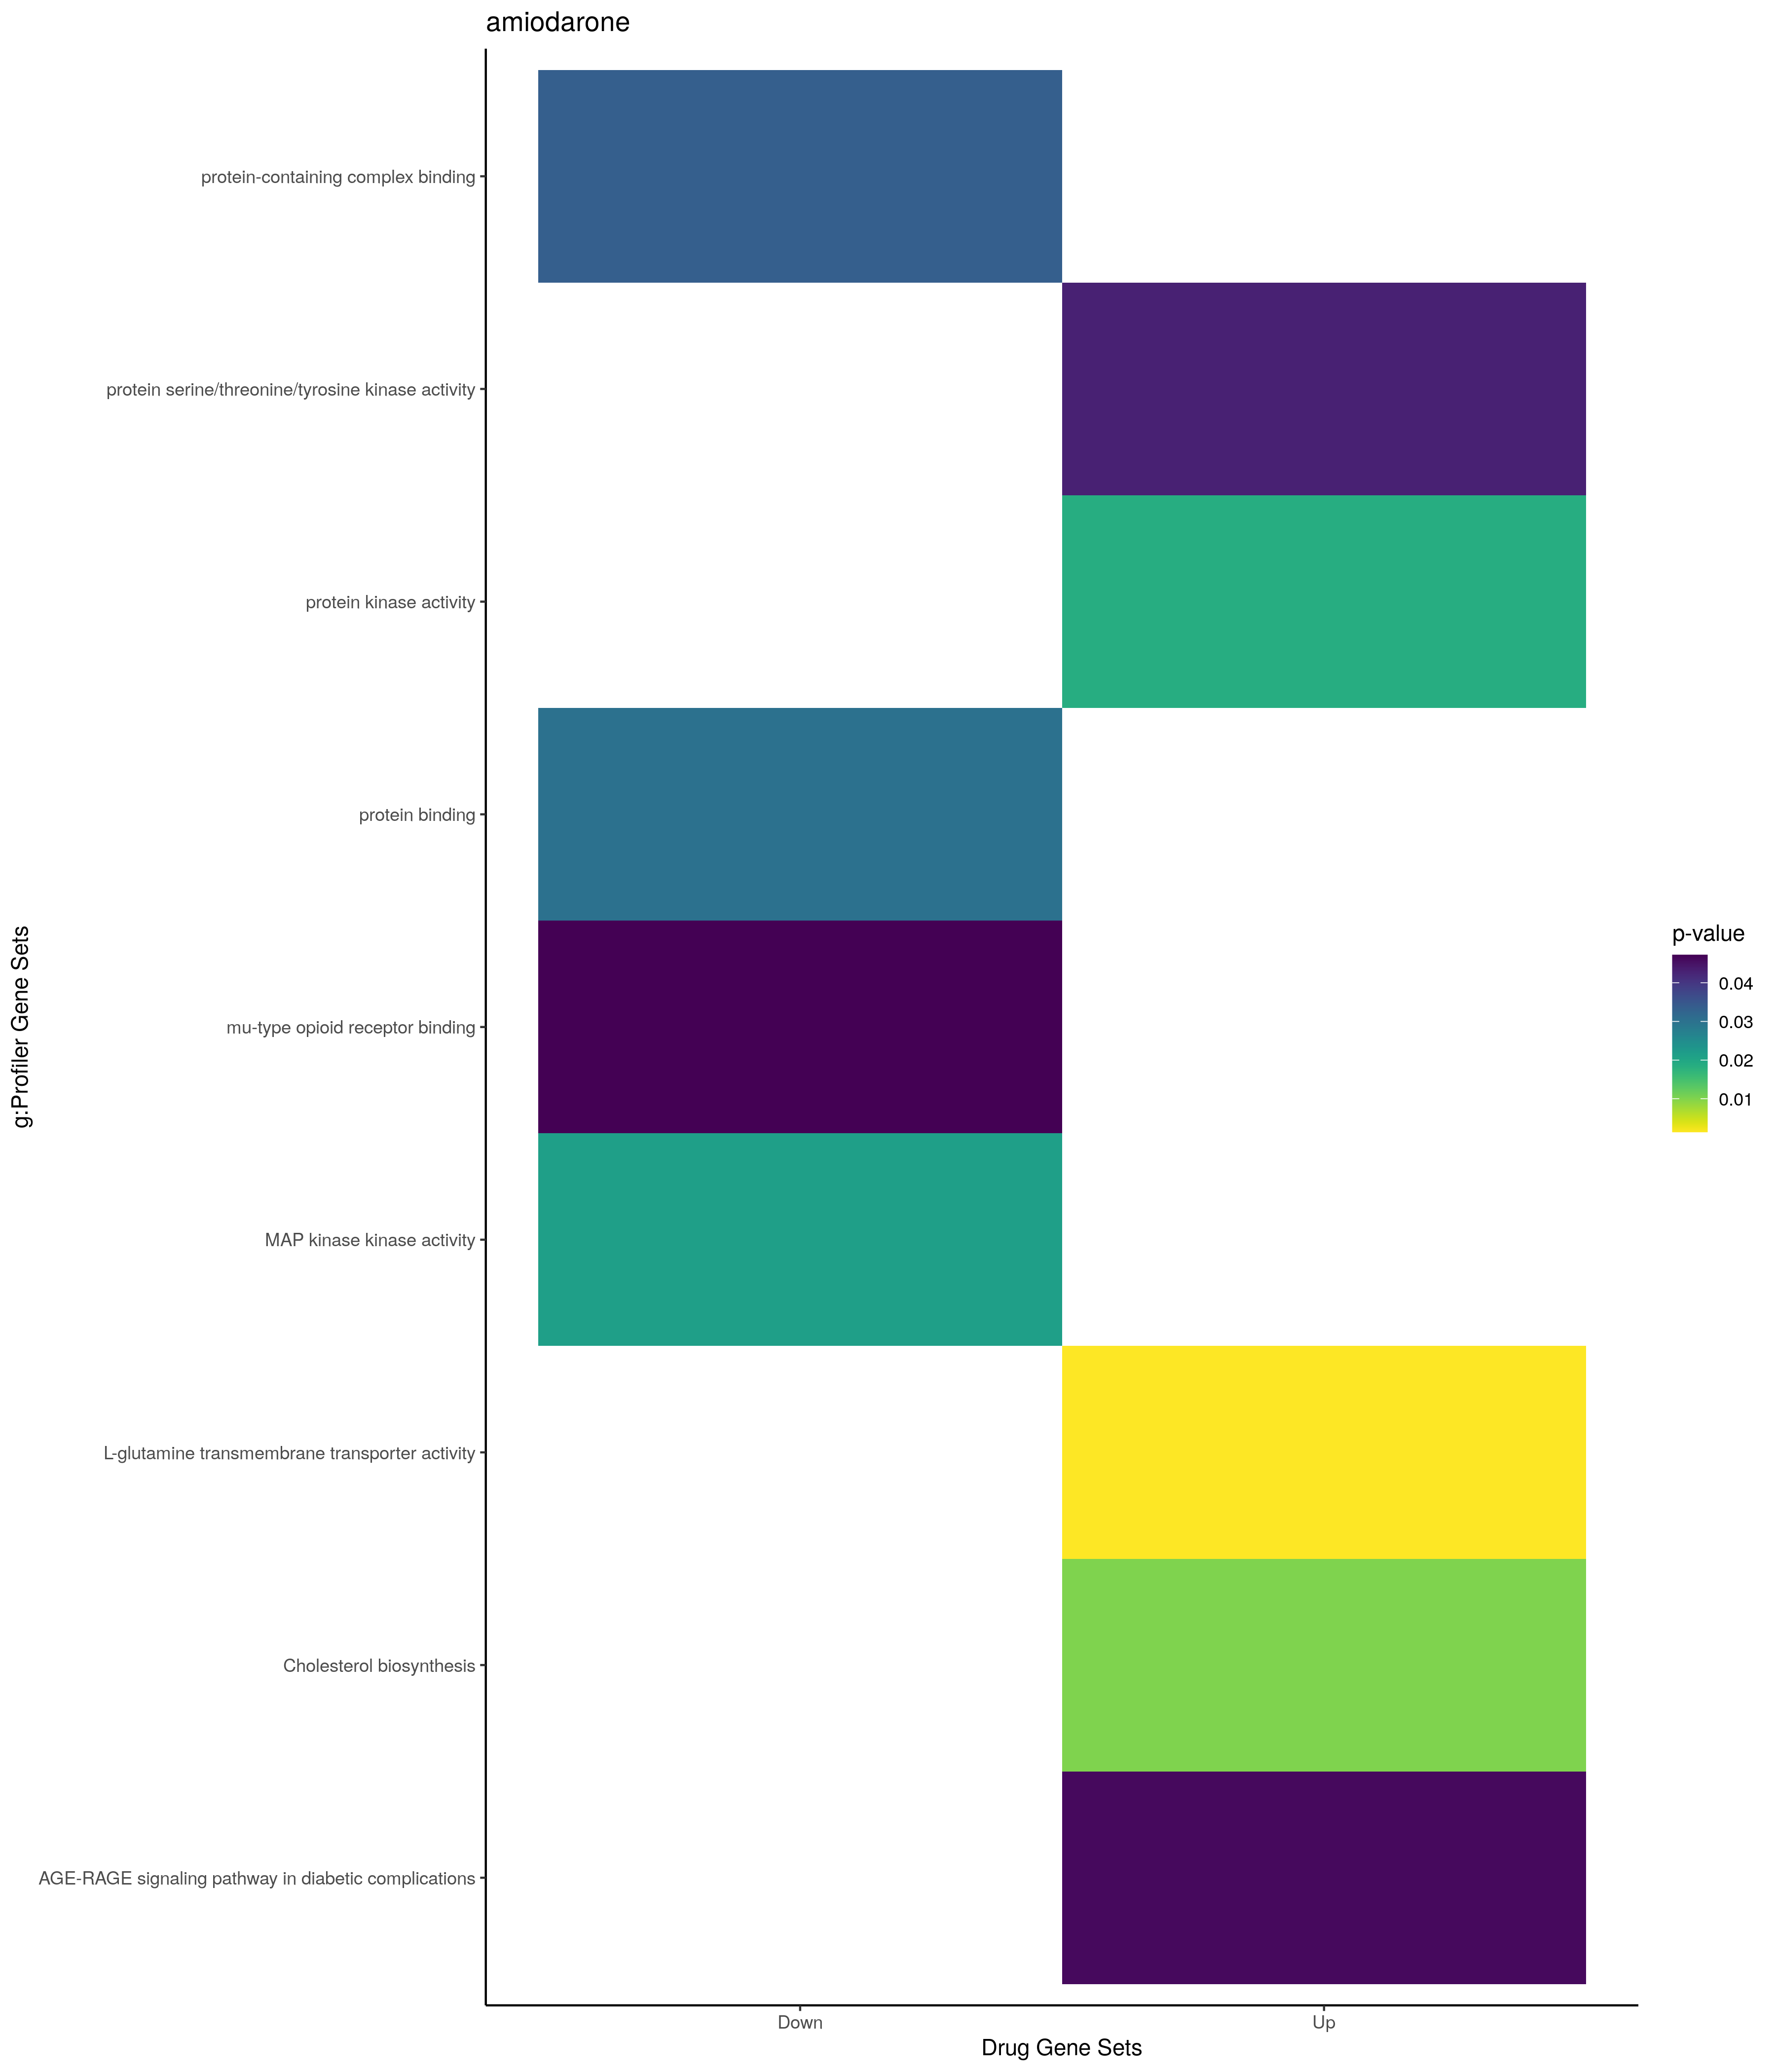 amiodarone
protein-containing complex binding
protein serine/threonine/tyrosine kinase activity
protein kinase activity
protein binding
mu-type opioid receptor binding
MAP kinase kinase activity
L-glutamine transmembrane transporter activity
Cholesterol biosynthesis
AGE-RAGE signaling pathway in diabetic complications
g:Profiler Gene Sets
Down
Up
Drug Gene Sets
p-value
0.04
0.03
0.02
0.01